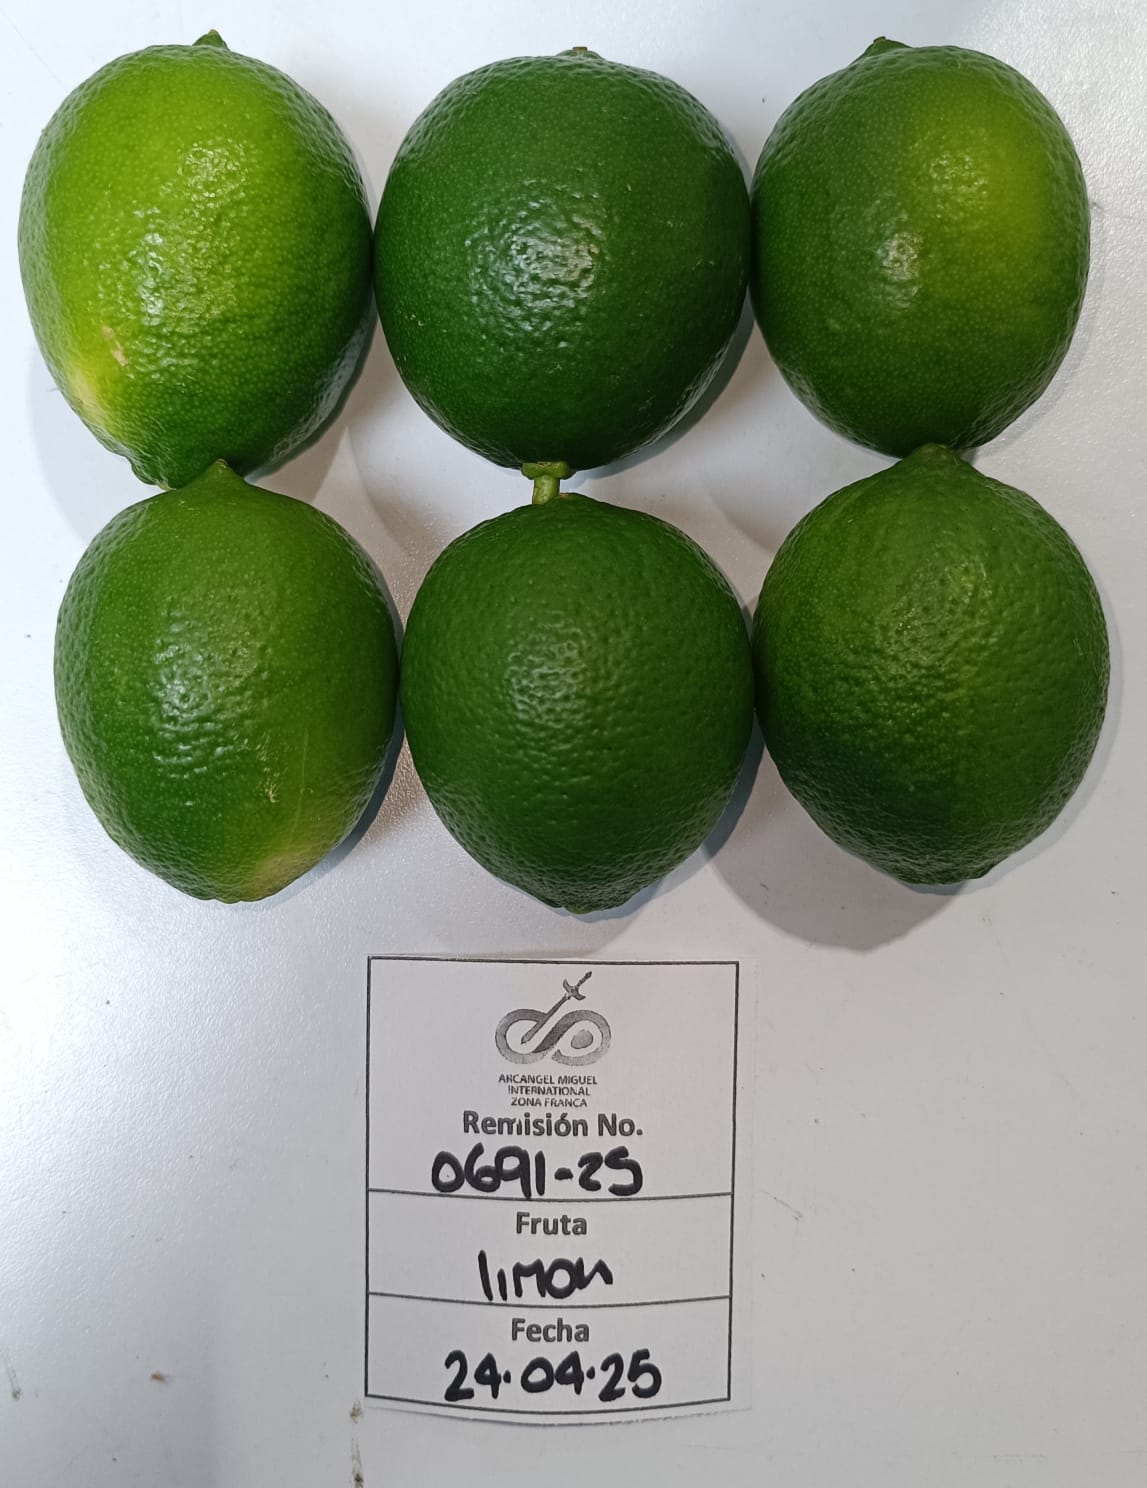 ARCANGEL MIGUEL
INTERNATIONAL
ZONA FRANCA
Remisión No.
0691-25
Fruta
limon
Fecha
24.04.25